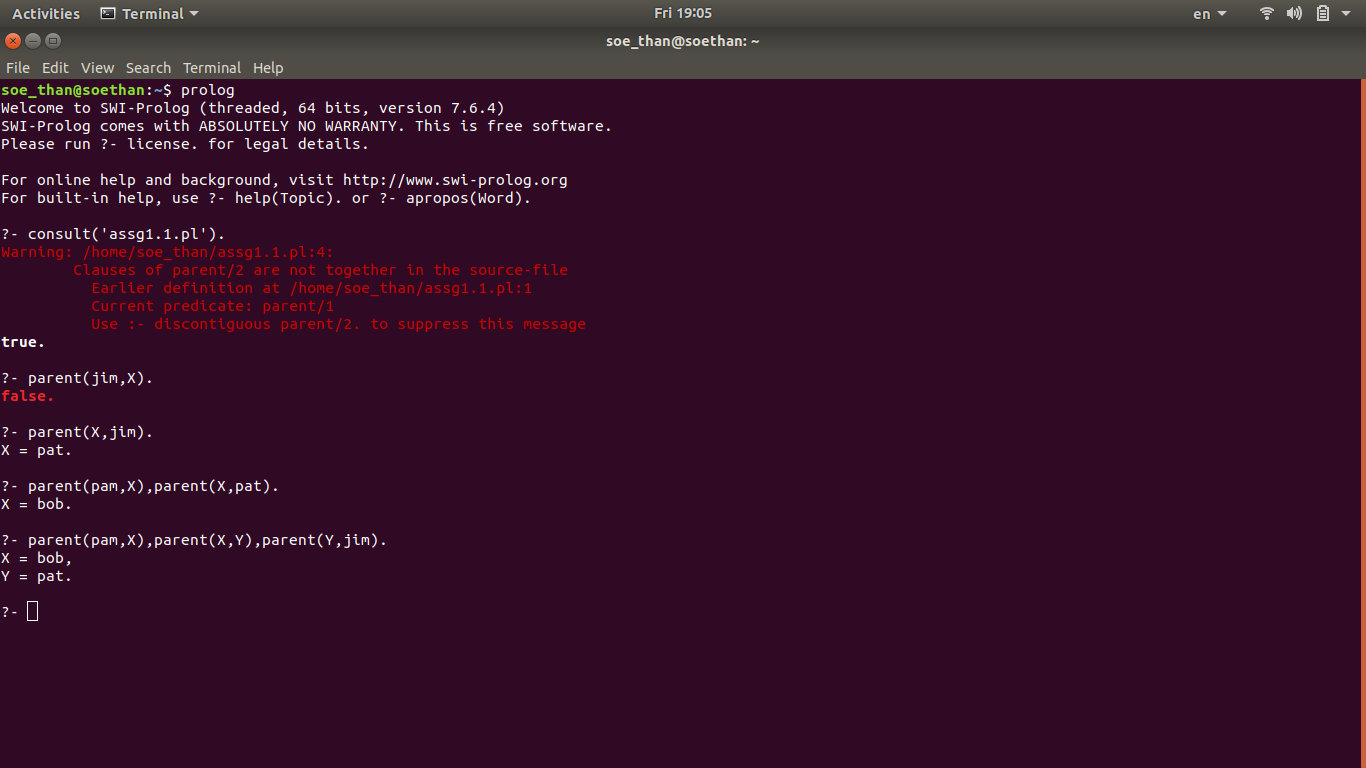 Activities Terminal Fri 19:05 en
soe_than@soethan: ~
File Edit View Search Terminal Help
soe_than@soethan:~$ prolog
Welcome to SWI-Prolog (threaded, 64 bits, version 7.6.4)
SWI-Prolog comes with ABSOLUTELY NO WARRANTY. This is free software.
Please run ?- license. for legal details.
For online help and background, visit http://www.swi-prolog.org
For built-in help, use ?- help(Topic). or ?- apropos(Word).
?- consult('assg1.1.pl').
Warning: /home/soe_than/assg1.1.pl:4:
Clauses of parent/2 are not together in the source-file
Earlier definition at /home/soe_than/assg1.1.pl:1
Current predicate: parent/1
Use :- discontiguous parent/2. to suppress this message
true.
?- parent(jim,X).
false.
?- parent(X,jim).
X = pat.
?- parent(pam,X),parent(X,pat).
X = bob.
?- parent(pam,X),parent(X,Y),parent(Y,jim).
X = bob,
Y = pat.
?-